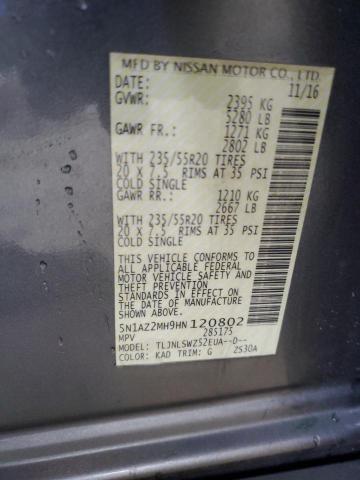 MFD BY NISSAN MOTOR CO., LTD.
DATE: 11/16
GVWR: 2395 KG
5280 LB
GAWR FR.: 1271 KG
2802 LB
WITH 235/55R20 TIRES
20 X 7.5 RIMS AT 35 PSI
COLD SINGLE
GAWR RR.: 1210 KG
2667 LB
WITH 235/55R20 TIRES
20 X 7.5 RIMS AT 35 PSI
COLD SINGLE
THIS VEHICLE CONFORMS TO
ALL APPLICABLE FEDERAL
MOTOR VEHICLE SAFETY AND
THEFT PREVENTION
STANDARDS IN EFFECT ON THE
DATE OF MANUFACTURE
SHOWN ABOVE.
5N1AZ2MH9HN120802
MPV 285175
MODEL: TLJNLSWZ52EUA--D--
COLOR: KAD TRIM: G ZS30A